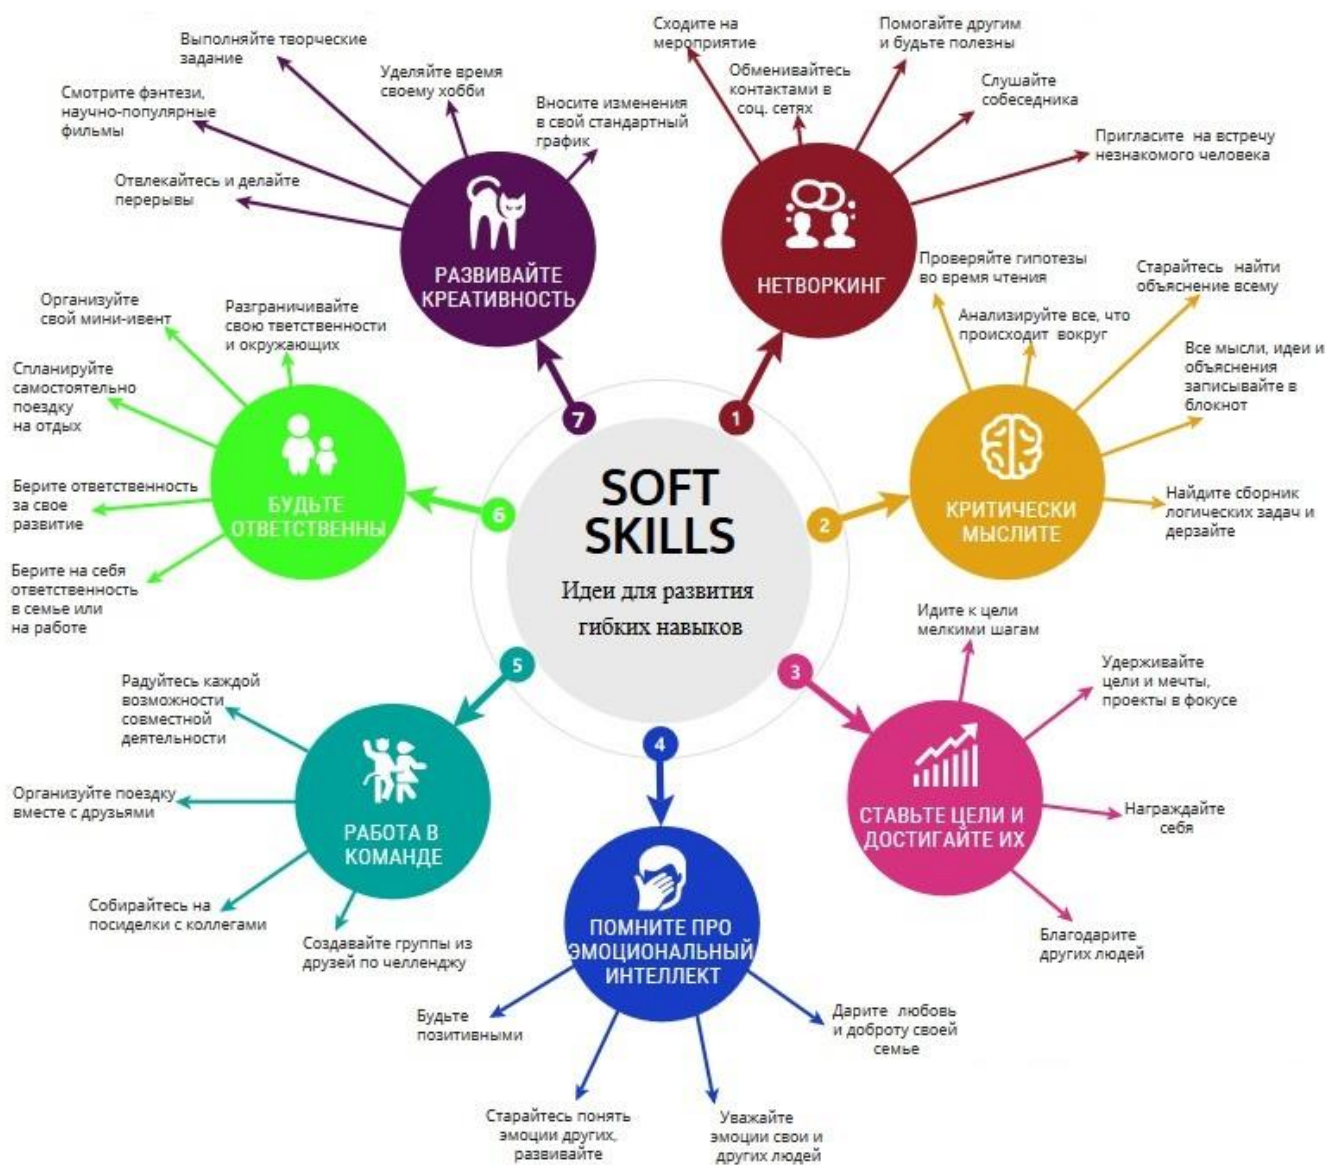 SOFT
SKILLS
Идеи для развития
гибких навыков
1
НЕТВОРКИНГ
Сходите на
мероприятие
Обменивайтесь
контактами в
соц. сетях
Помогайте другим
и будьте полезны
Слушайте
собеседника
Пригласите на встречу
незнакомого человека
2
КРИТИЧЕСКИ
МЫСЛИТЕ
Проверяйте гипотезы
во время чтения
Анализируйте все, что
происходит вокруг
Старайтесь найти
объяснение всему
Все мысли, идеи и
объяснения
записывайте в
блокнот
Найдите сборник
логических задач и
дерзайте
3
СТАВЬТЕ ЦЕЛИ И
ДОСТИГАЙТЕ ИХ
Идите к цели
мелкими шагам
Удерживайте
цели и мечты,
проекты в фокусе
Награждайте
себя
Благодарите
других людей
4
ПОМНИТЕ ПРО
ЭМОЦИОНАЛЬНЫЙ
ИНТЕЛЛЕКТ
Дарите любовь
и доброту своей
семье
Уважайте
эмоции свои и
других людей
Старайтесь понять
эмоции других,
развивайте
Будьте
позитивными
5
РАБОТА В
КОМАНДЕ
Радуйтесь каждой
возможности
совместной
деятельности
Организуйте поездку
вместе с друзьями
Собирайтесь на
посиделки с коллегами
Создавайте группы из
друзей по челленджу
6
БУДЬТЕ
ОТВЕТСТВЕННЫ
Организуйте
свой мини-ивент
Разграничивайте
свою тветственности
и окружающих
Спланируйте
самостоятельно
поездку
на отдых
Берите ответственность
за свое
развитие
Берите на себя
ответственность
в семье или
на работе
7
РАЗВИВАЙТЕ
КРЕАТИВНОСТЬ
Выполняйте творческие
задание
Уделяйте время
своему хобби
Смотрите фэнтези,
научно-популярные
фильмы
Вносите изменения
в свой стандартный
график
Отвлекайтесь и делайте
перерывы